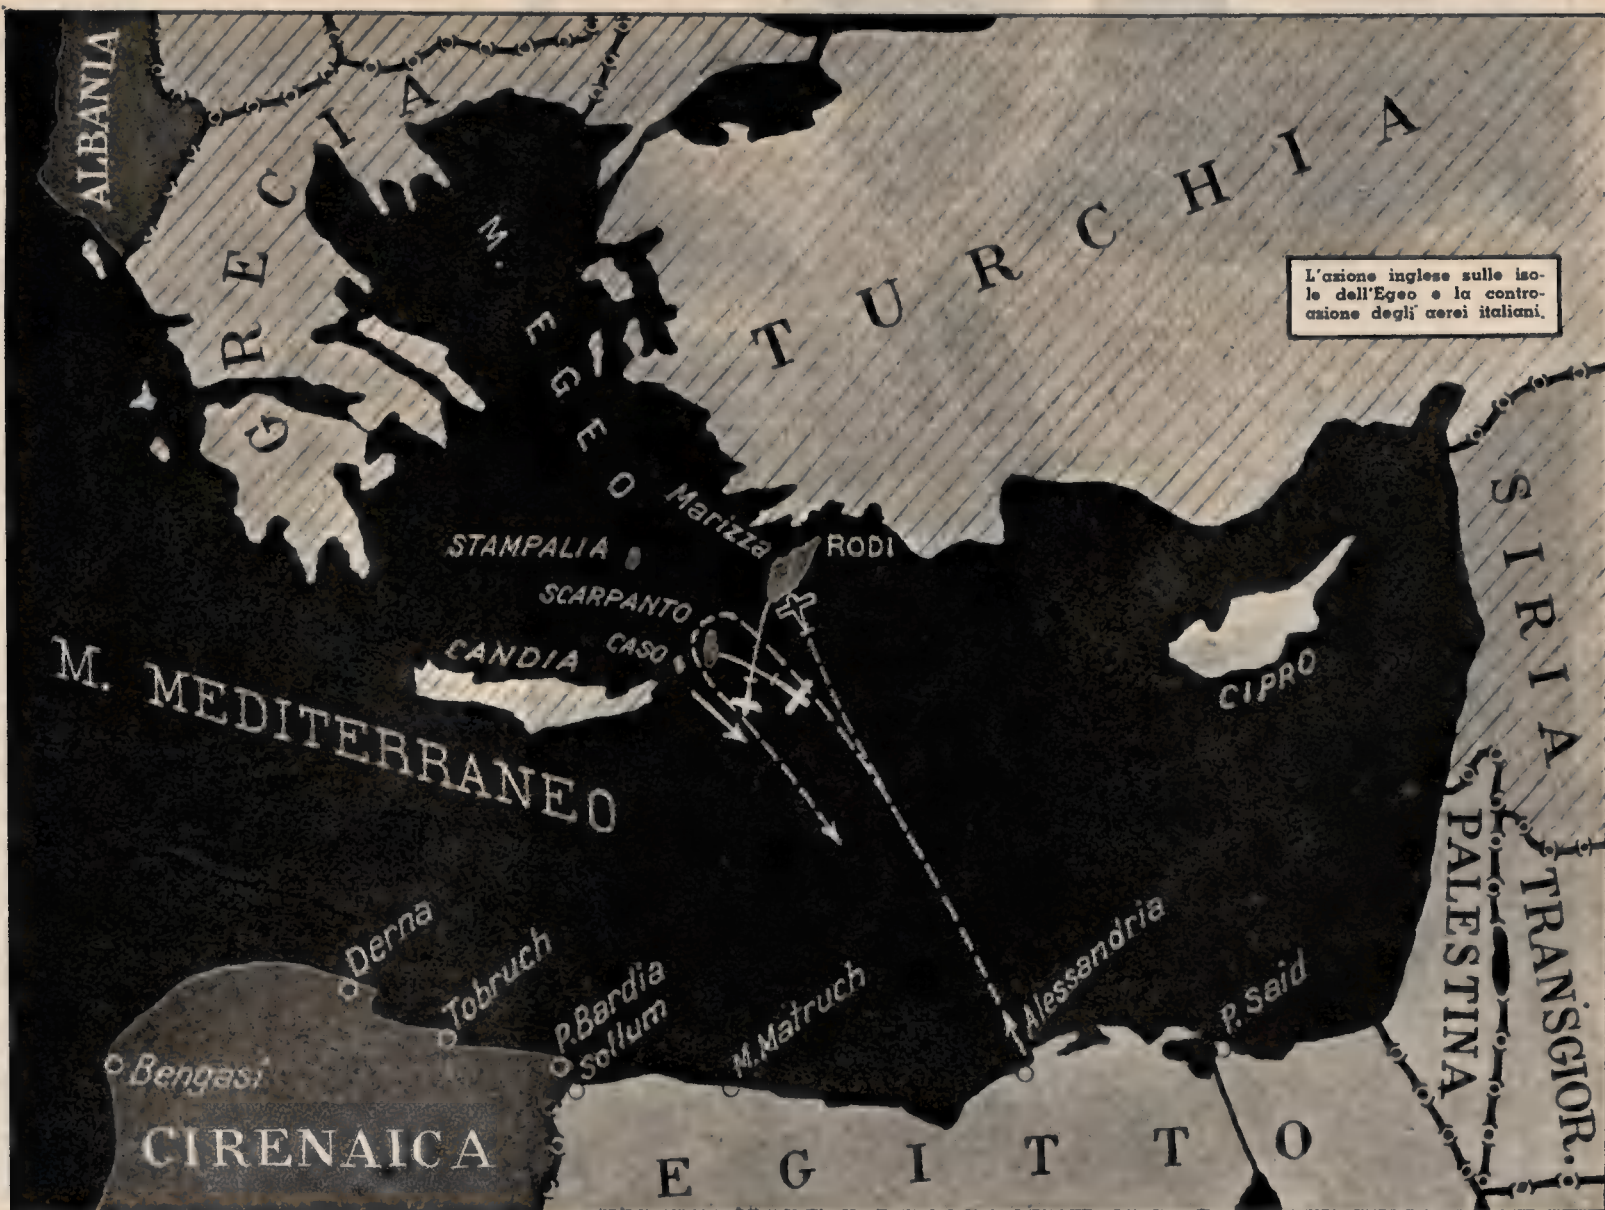 ALBANIA
GRECIA
M. EGEO
TURCHIA
L'azione inglese sulle iso-
le dell'Egeo e la contro-
azione degli aerei italiani.
SIRIA
Marizza
RODI
STAMPALIA
SCARPANTO
CASO
CANDIA
CIPRO
M. MEDITERRANEO
PALESTINA
TRANSGIOR.
Derna
Tobruch
P. Bardia
Sollum
M. Matruch
Alessandria
P. Said
Bengasi
CIRENAICA
EGITTO